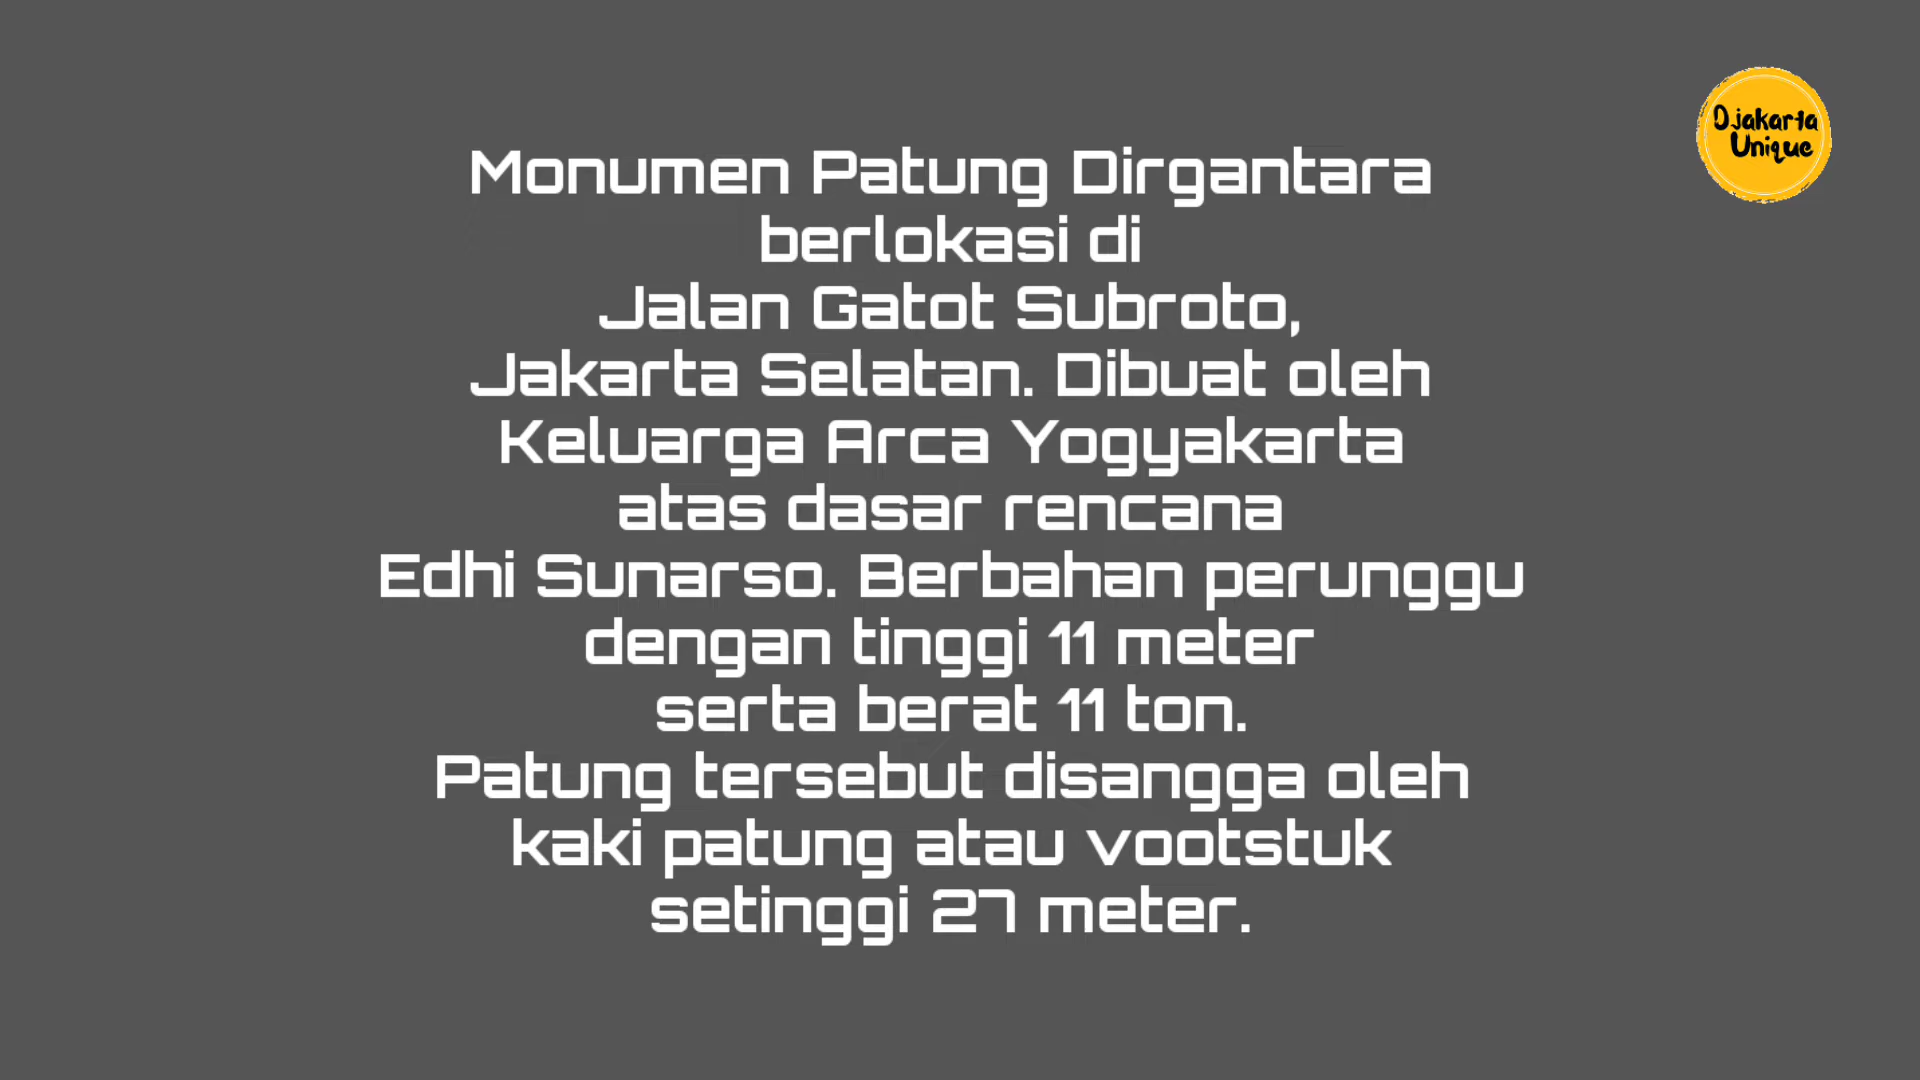 Djakarta
Unique
Monumen Patung Dirgantara
berlokasi di
Jalan Gatot Subroto,
Jakarta Selatan. Dibuat oleh
Keluarga Arca Yogyakarta
atas dasar rencana
Edhi Sunarso. Berbahan perunggu
dengan tinggi 11 meter
serta berat 11 ton.
Patung tersebut disangga oleh
kaki patung atau vootstuk
setinggi 27 meter.